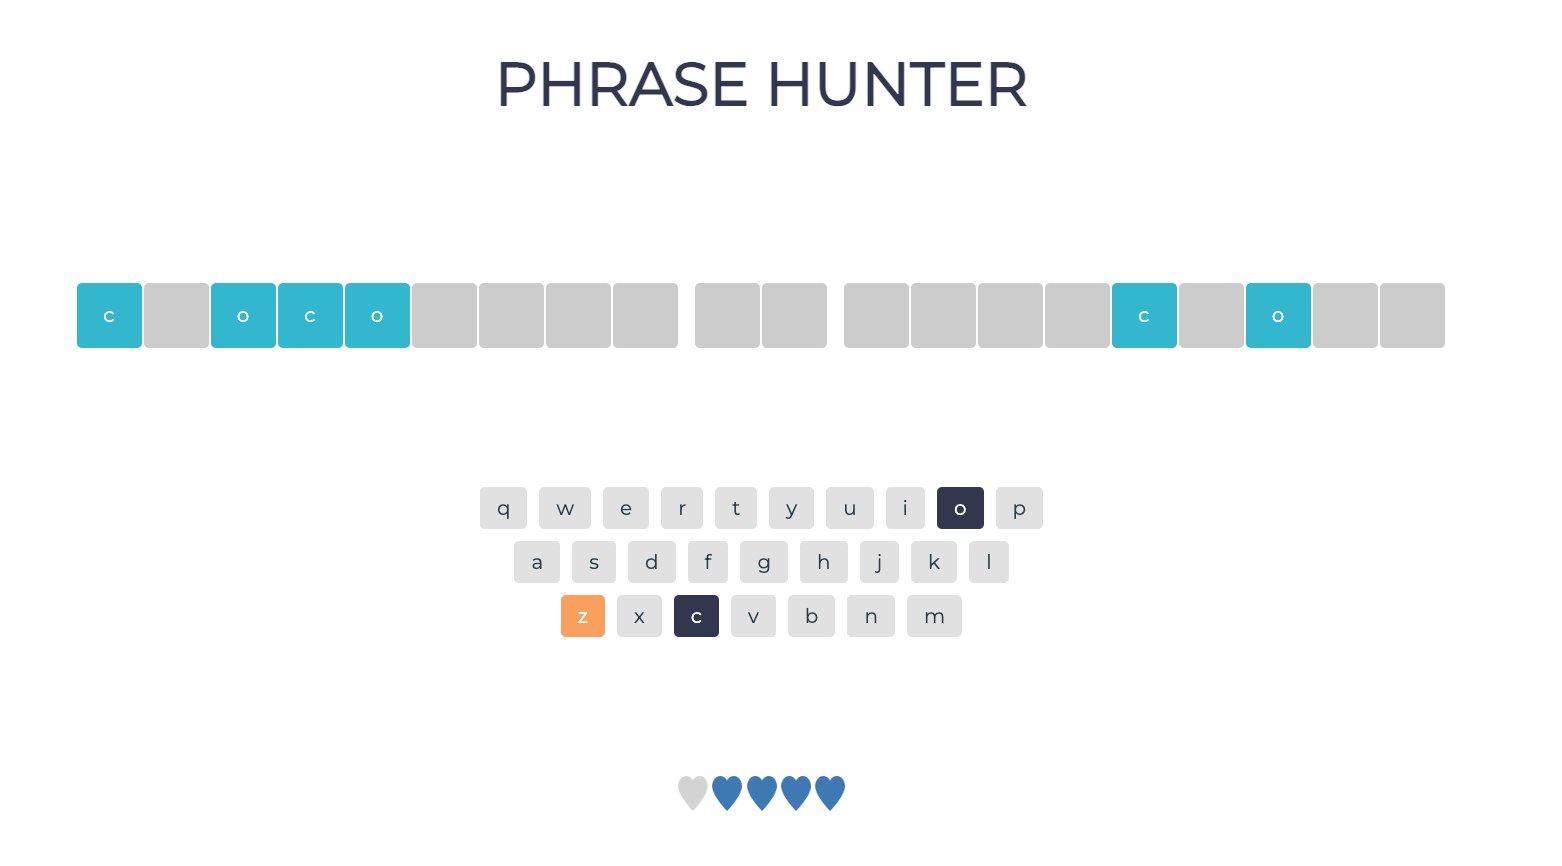 PHRASE HUNTER
c o c o c o
q w e r t y u i o p
a s d f g h j k l
z x c v b n m